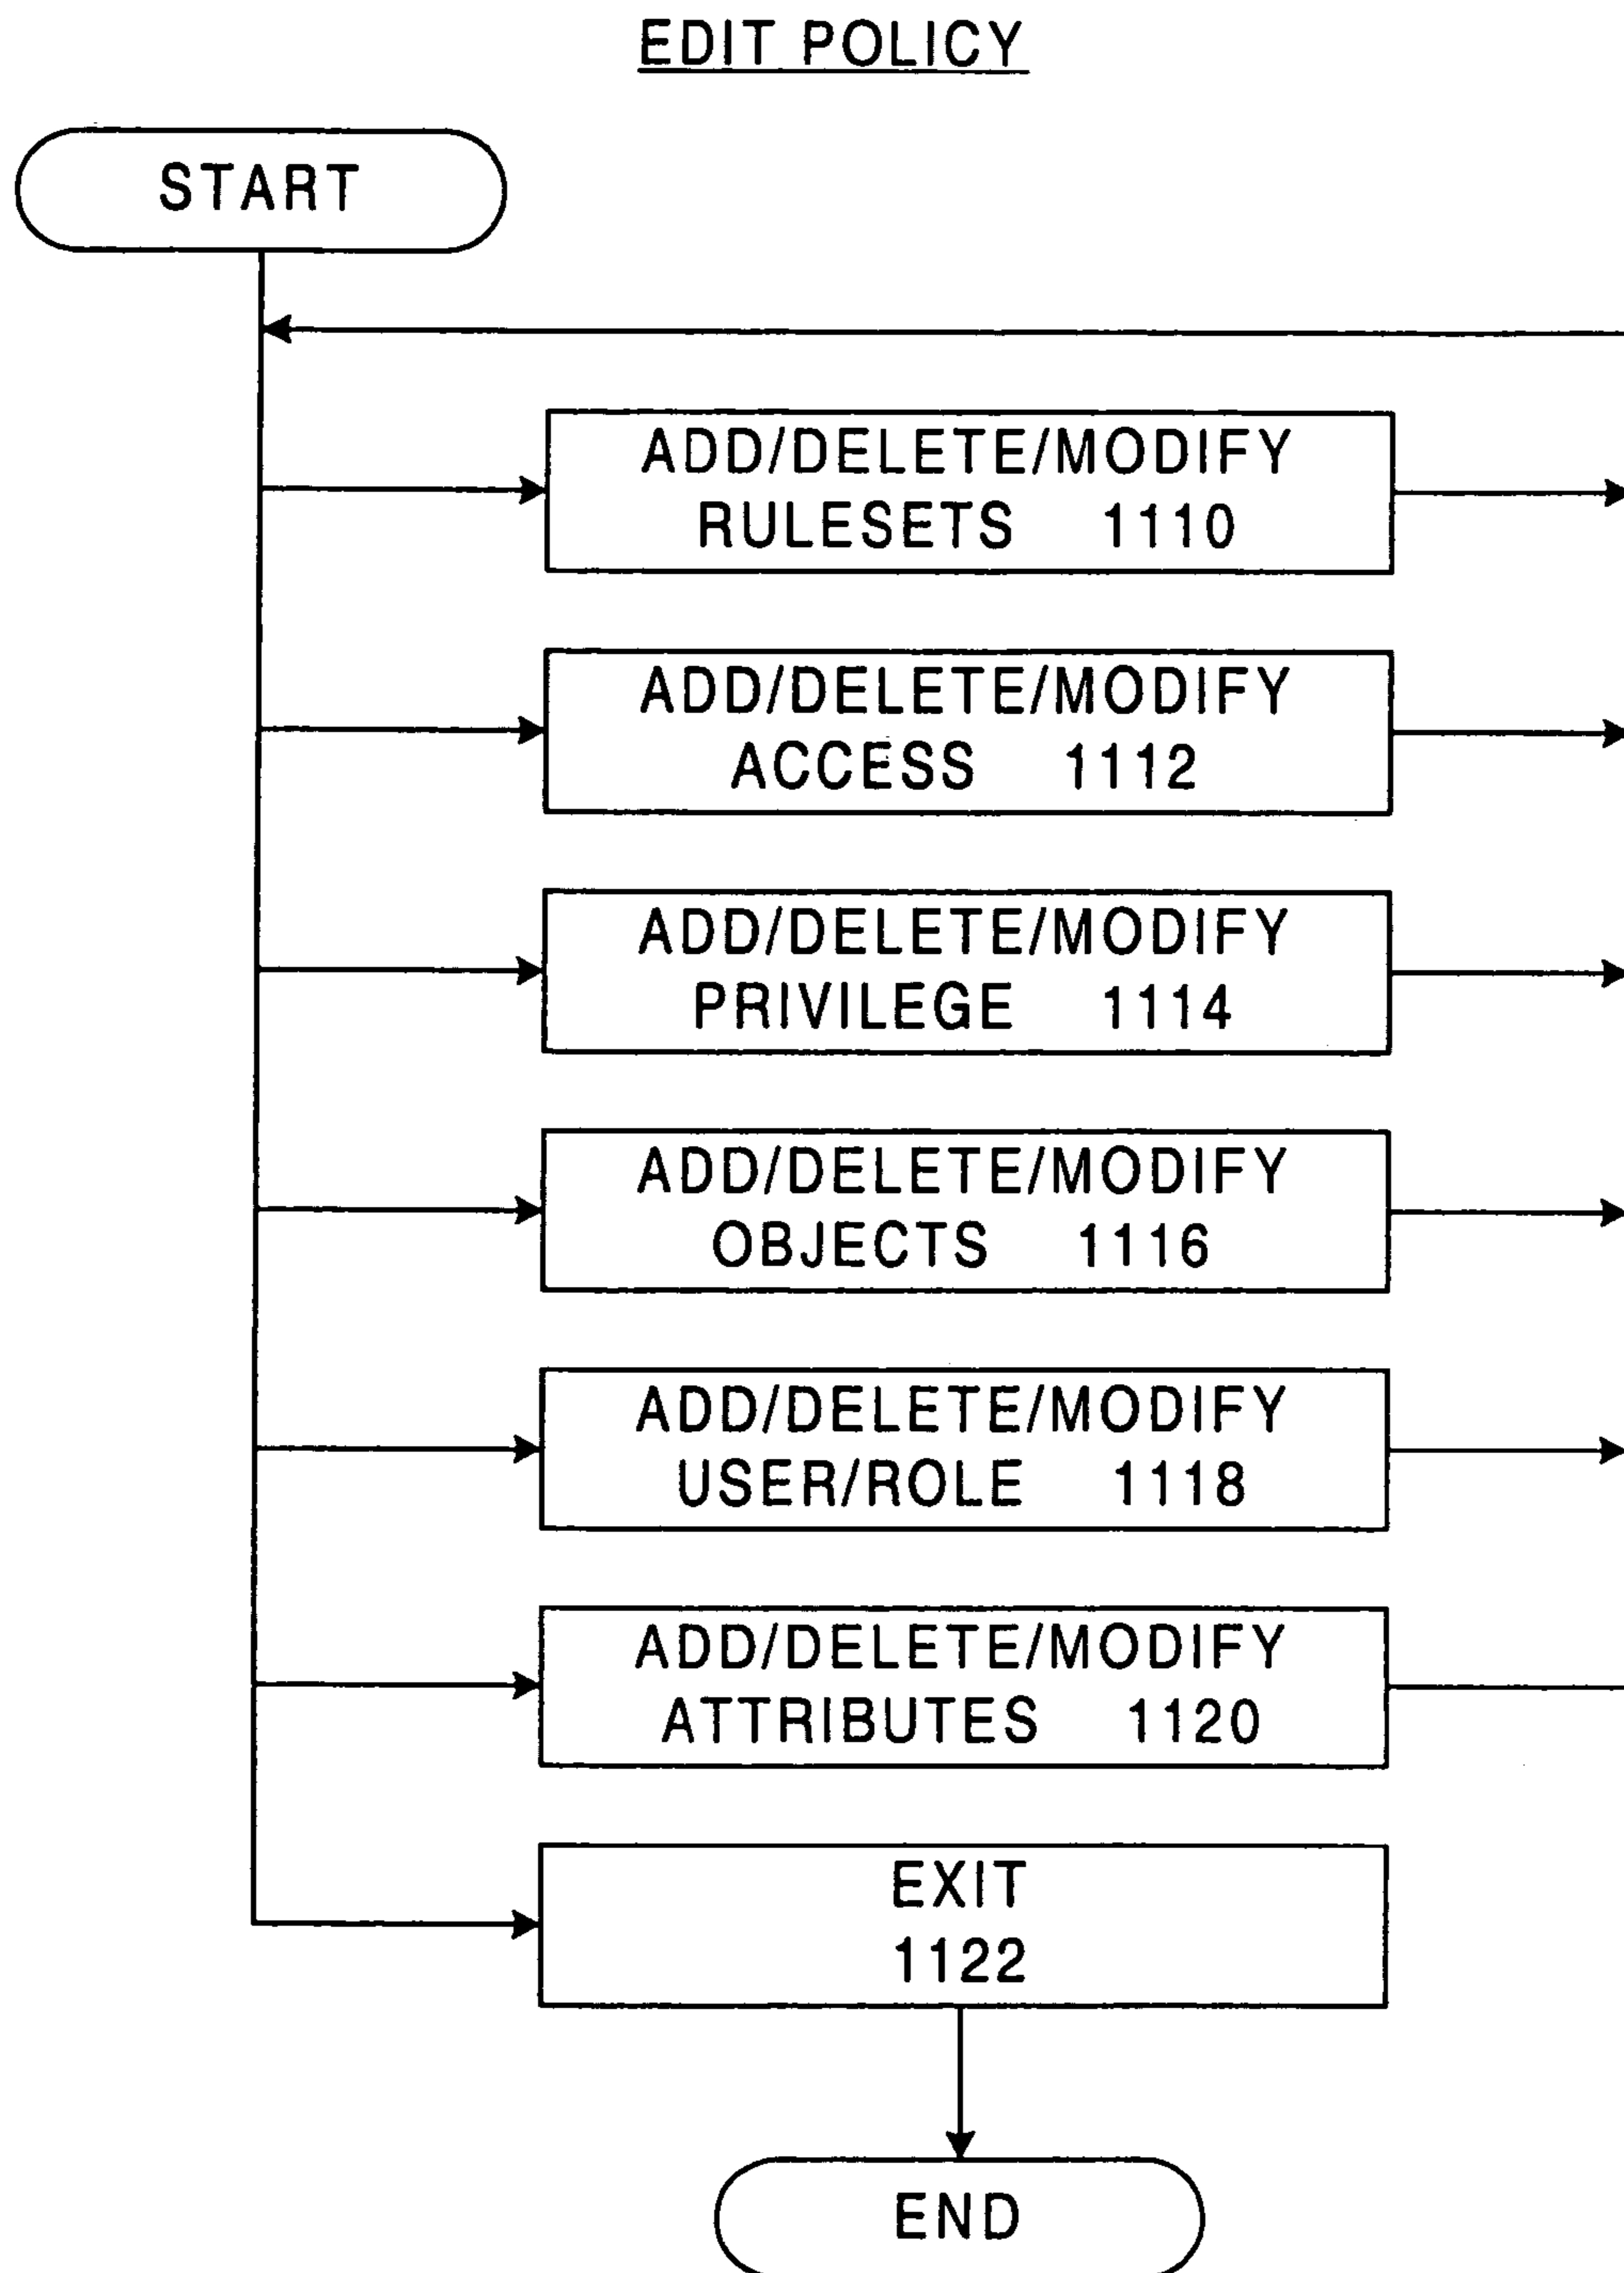 EDIT POLICY
START
ADD/DELETE/MODIFY
RULESETS 1110
ADD/DELETE/MODIFY
ACCESS 1112
ADD/DELETE/MODIFY
PRIVILEGE 1114
ADD/DELETE/MODIFY
OBJECTS 1116
ADD/DELETE/MODIFY
USER/ROLE 1118
ADD/DELETE/MODIFY
ATTRIBUTES 1120
EXIT
1122
END